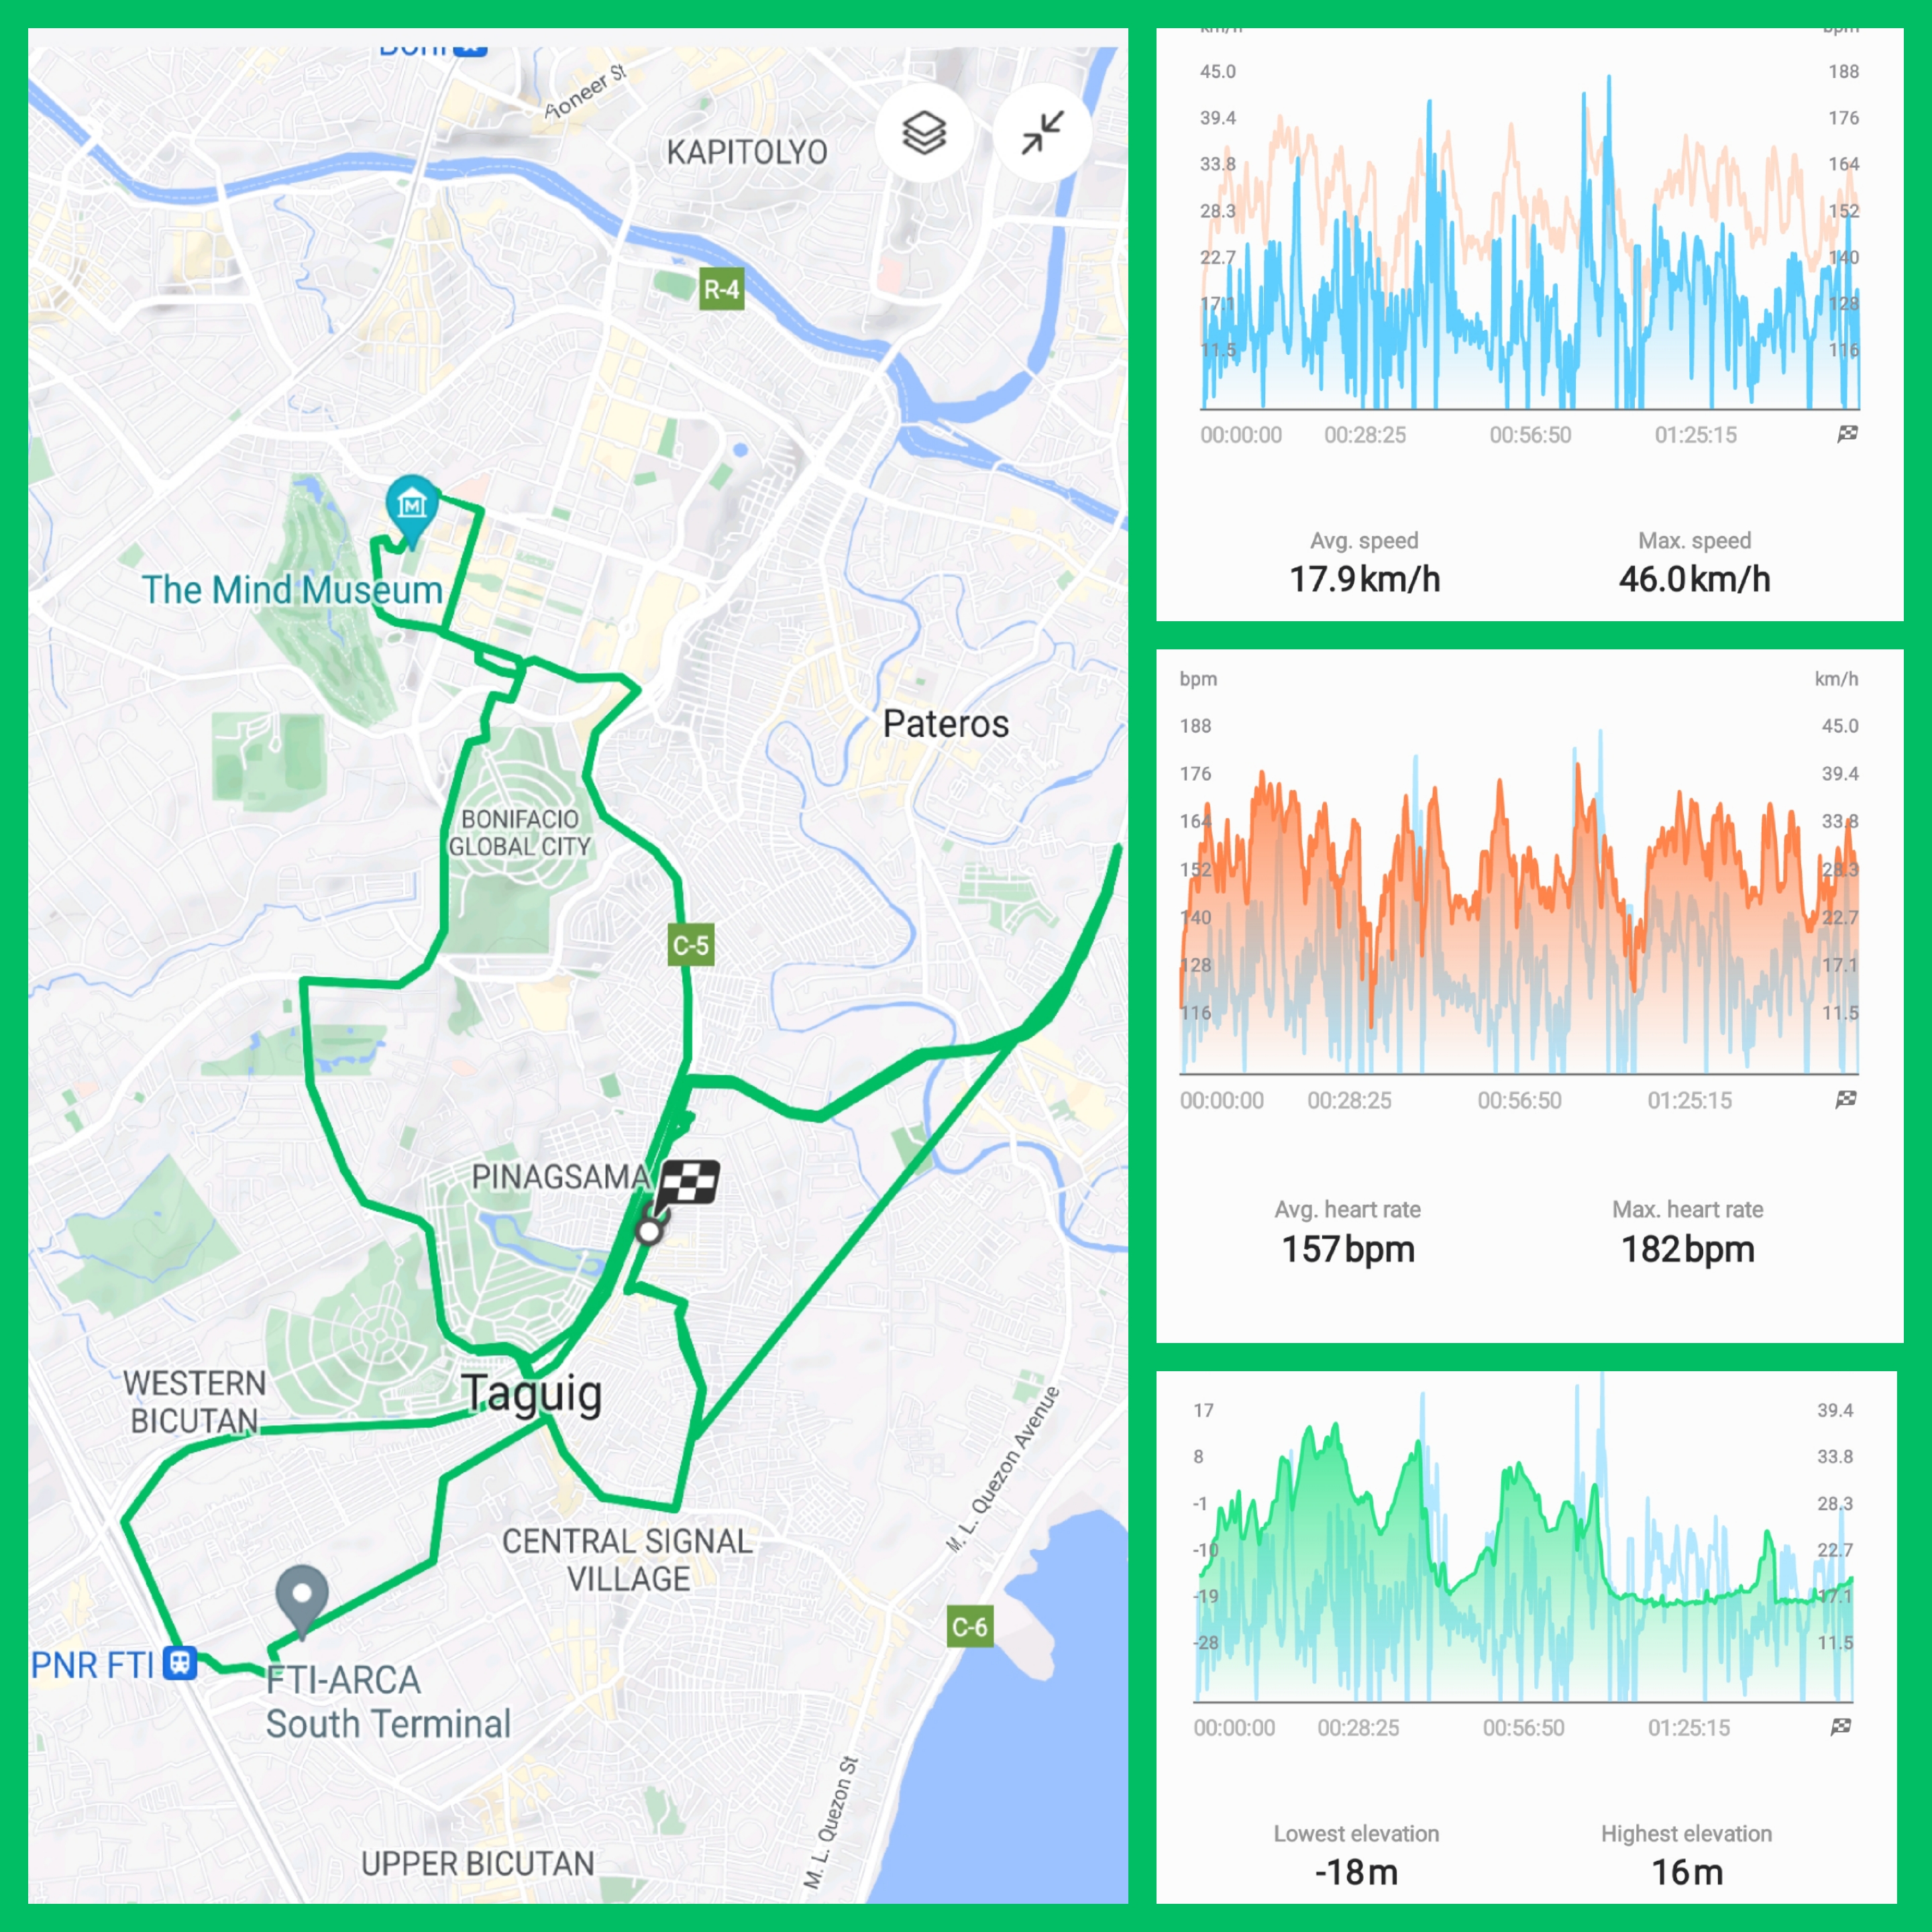 Boni
Pioneer St
KAPITOLYO
R-4
The Mind Museum
Pateros
BONIFACIO
GLOBAL CITY
C-5
PINAGSAMA
WESTERN
BICUTAN
Taguig
CENTRAL SIGNAL
VILLAGE
M. L. Quezon Avenue
C-6
PNR FTI
FTI-ARCA
South Terminal
M. L. Quezon St
UPPER BICUTAN
km/h bpm
45.0 188
39.4 176
33.8 164
28.3 152
22.7 140
17.1 128
11.5 116
00:00:00 00:28:25 00:56:50 01:25:15
Avg. speed Max. speed
17.9 km/h 46.0 km/h
bpm km/h
188 45.0
176 39.4
164 33.8
152 28.3
140 22.7
128 17.1
116 11.5
00:00:00 00:28:25 00:56:50 01:25:15
Avg. heart rate Max. heart rate
157 bpm 182 bpm
17 39.4
8 33.8
-1 28.3
-10 22.7
-19 17.1
-28 11.5
00:00:00 00:28:25 00:56:50 01:25:15
Lowest elevation Highest elevation
-18 m 16 m